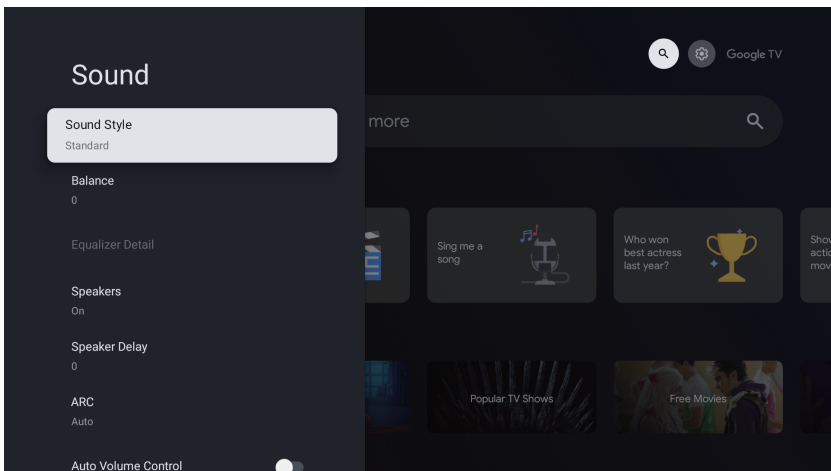 Sound
Sound Style
Standard
Balance
0
Equalizer Detail
Speakers
On
Speaker Delay
0
ARC
Auto
Auto Volume Control
Google TV
more
Sing me a
song
Who won
best actress
last year?
Popular TV Shows
Free Movies